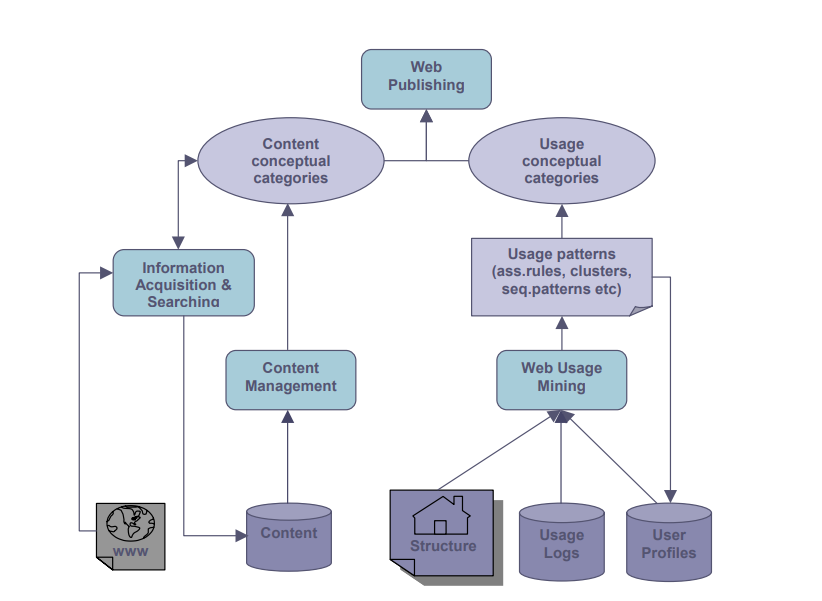 Web
Publishing
Content
conceptual
categories
Usage
conceptual
categories
Usage patterns
(ass.rules, clusters,
seq.patterns etc)
Information
Acquisition &
Searching
Content
Management
Web Usage
Mining
www
Content
Structure
Usage
Logs
User
Profiles